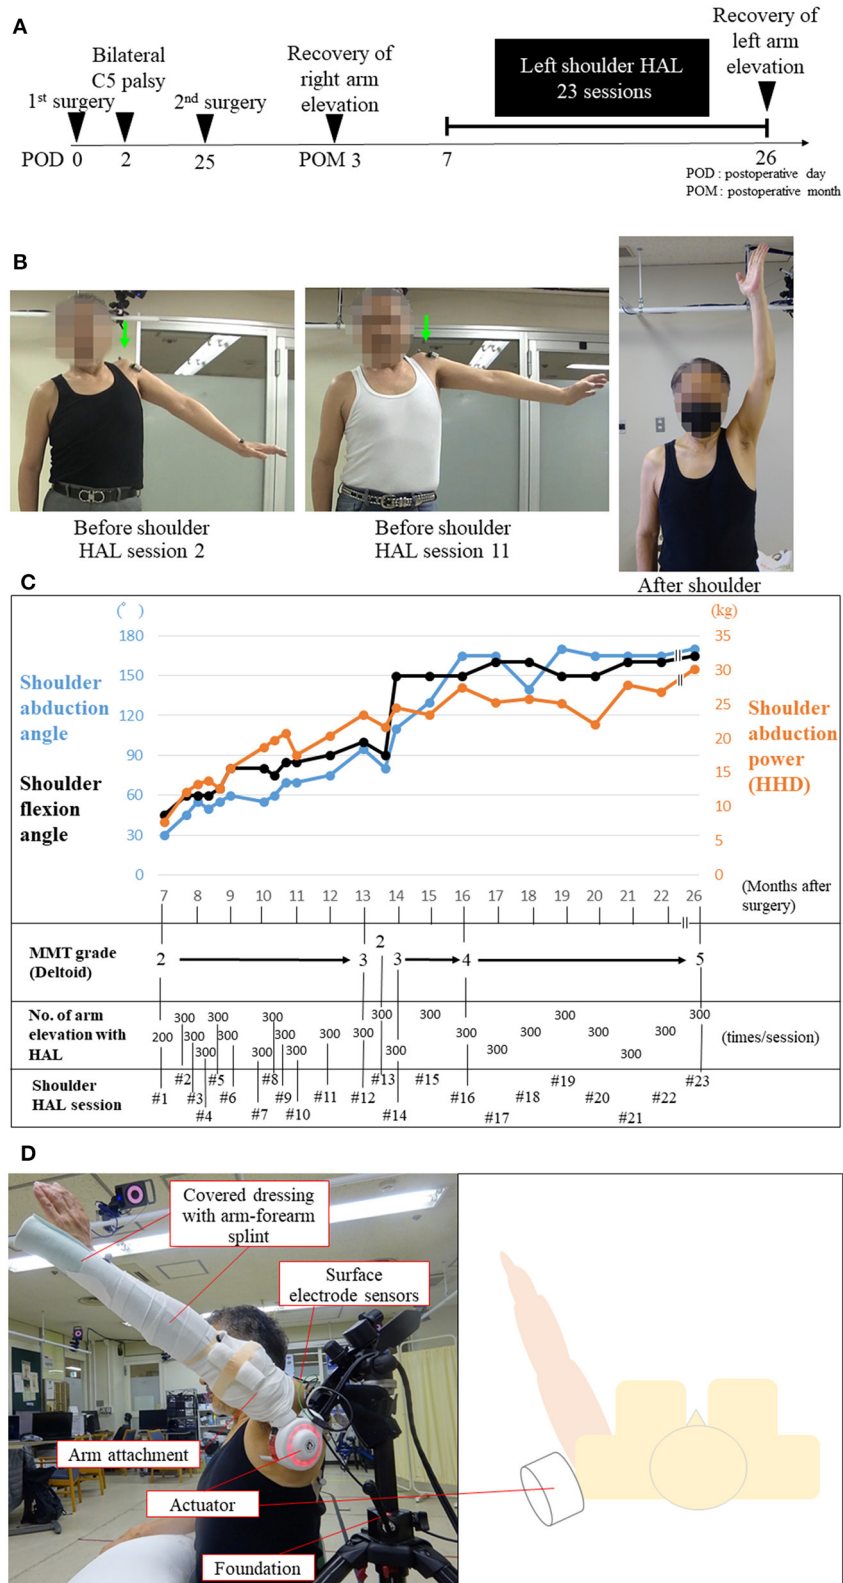 A
Recovery of
left arm
elevation
Bilateral
C5 palsy
Recovery of
right arm
elevation
Left shoulder HAL
23 sessions
1st surgery
2nd surgery
POD 0 2 25 POM 3 7 26
POD : postoperative day
POM : postoperative month
B
Before shoulder
HAL session 2
Before shoulder
HAL session 11
After shoulder
C
(° )
(kg)
180
150
120
90
60
30
0
35
30
25
20
15
10
5
0
Shoulder
abduction
angle
Shoulder
flexion
angle
Shoulder
abduction
power
(HHD)
7 8 9 10 11 12 13 14 15 16 17 18 19 20 21 22 26
(Months after
surgery)
MMT grade
(Deltoid)
2 3 2 3 4 5
No. of arm
elevation with
HAL
300 300 300 300 300 300 300
200 300 300 300 300 300 300 300 300
300 300 300 300 300 300
(times/session)
Shoulder
HAL session
#2 #5 #8 #13 #15 #19 #23
#1 #3 #6 #9 #11 #12 #16 #18 #20 #22
#4 #7 #10 #14 #17 #21
D
Covered dressing
with arm-forearm
splint
Surface
electrode sensors
Arm attachment
Actuator
Foundation